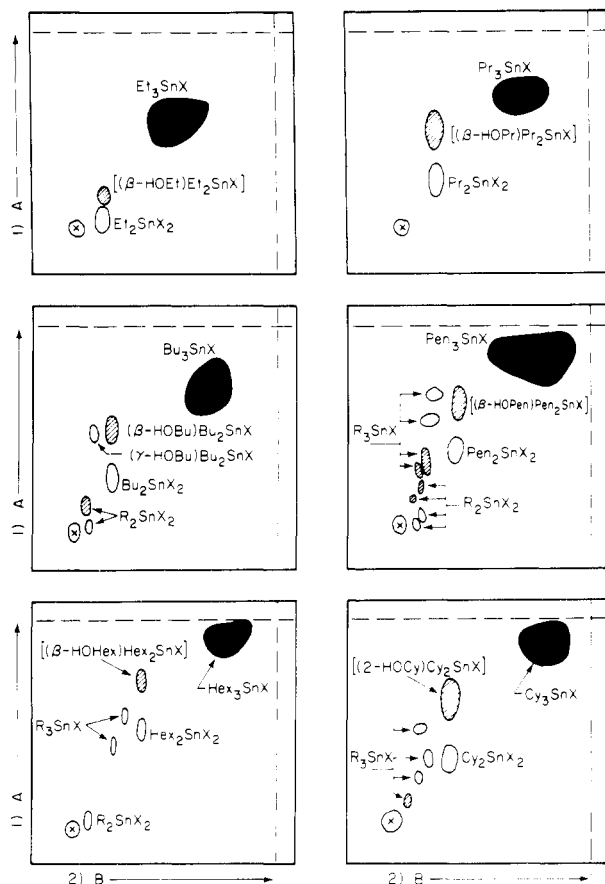 Et₃SnX
[(β-HOEt)Et₂SnX]
Et₂SnX₂
x
1) A
Pr₃SnX
[(β-HOPr)Pr₂SnX]
Pr₂SnX₂
x
Bu₃SnX
(β-HOBu)Bu₂SnX
(γ-HOBu)Bu₂SnX
Bu₂SnX₂
R₂SnX₂
x
1) A
Pen₃SnX
[(β-HOPen)Pen₂SnX]
R₃SnX
Pen₂SnX₂
R₂SnX₂
x
[(β-HOHex)Hex₂SnX]
Hex₃SnX
R₃SnX
Hex₂SnX₂
R₂SnX₂
x
1) A
2) B
[(2-HOCy)Cy₂SnX]
Cy₃SnX
R₃SnX
Cy₂SnX₂
x
2) B